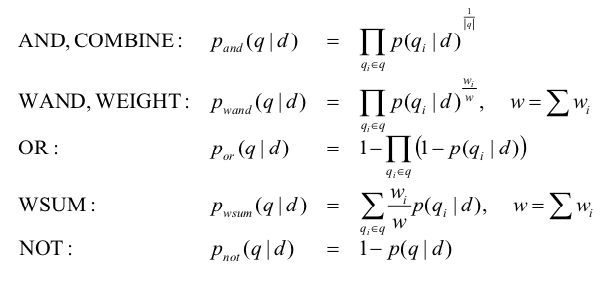 AND, COMBINE: p_and(q | d) = ∏_{q_i∈q} p(q_i | d)^{1/|q|}
WAND, WEIGHT: p_wand(q | d) = ∏_{q_i∈q} p(q_i | d)^{w_i/w}, w = ∑ w_i
OR: p_or(q | d) = 1−∏_{q_i∈q} (1− p(q_i | d))
WSUM: p_wsum(q | d) = ∑_{q_i∈q} w_i/w p(q_i | d), w = ∑ w_i
NOT: p_not(q | d) = 1− p(q | d)